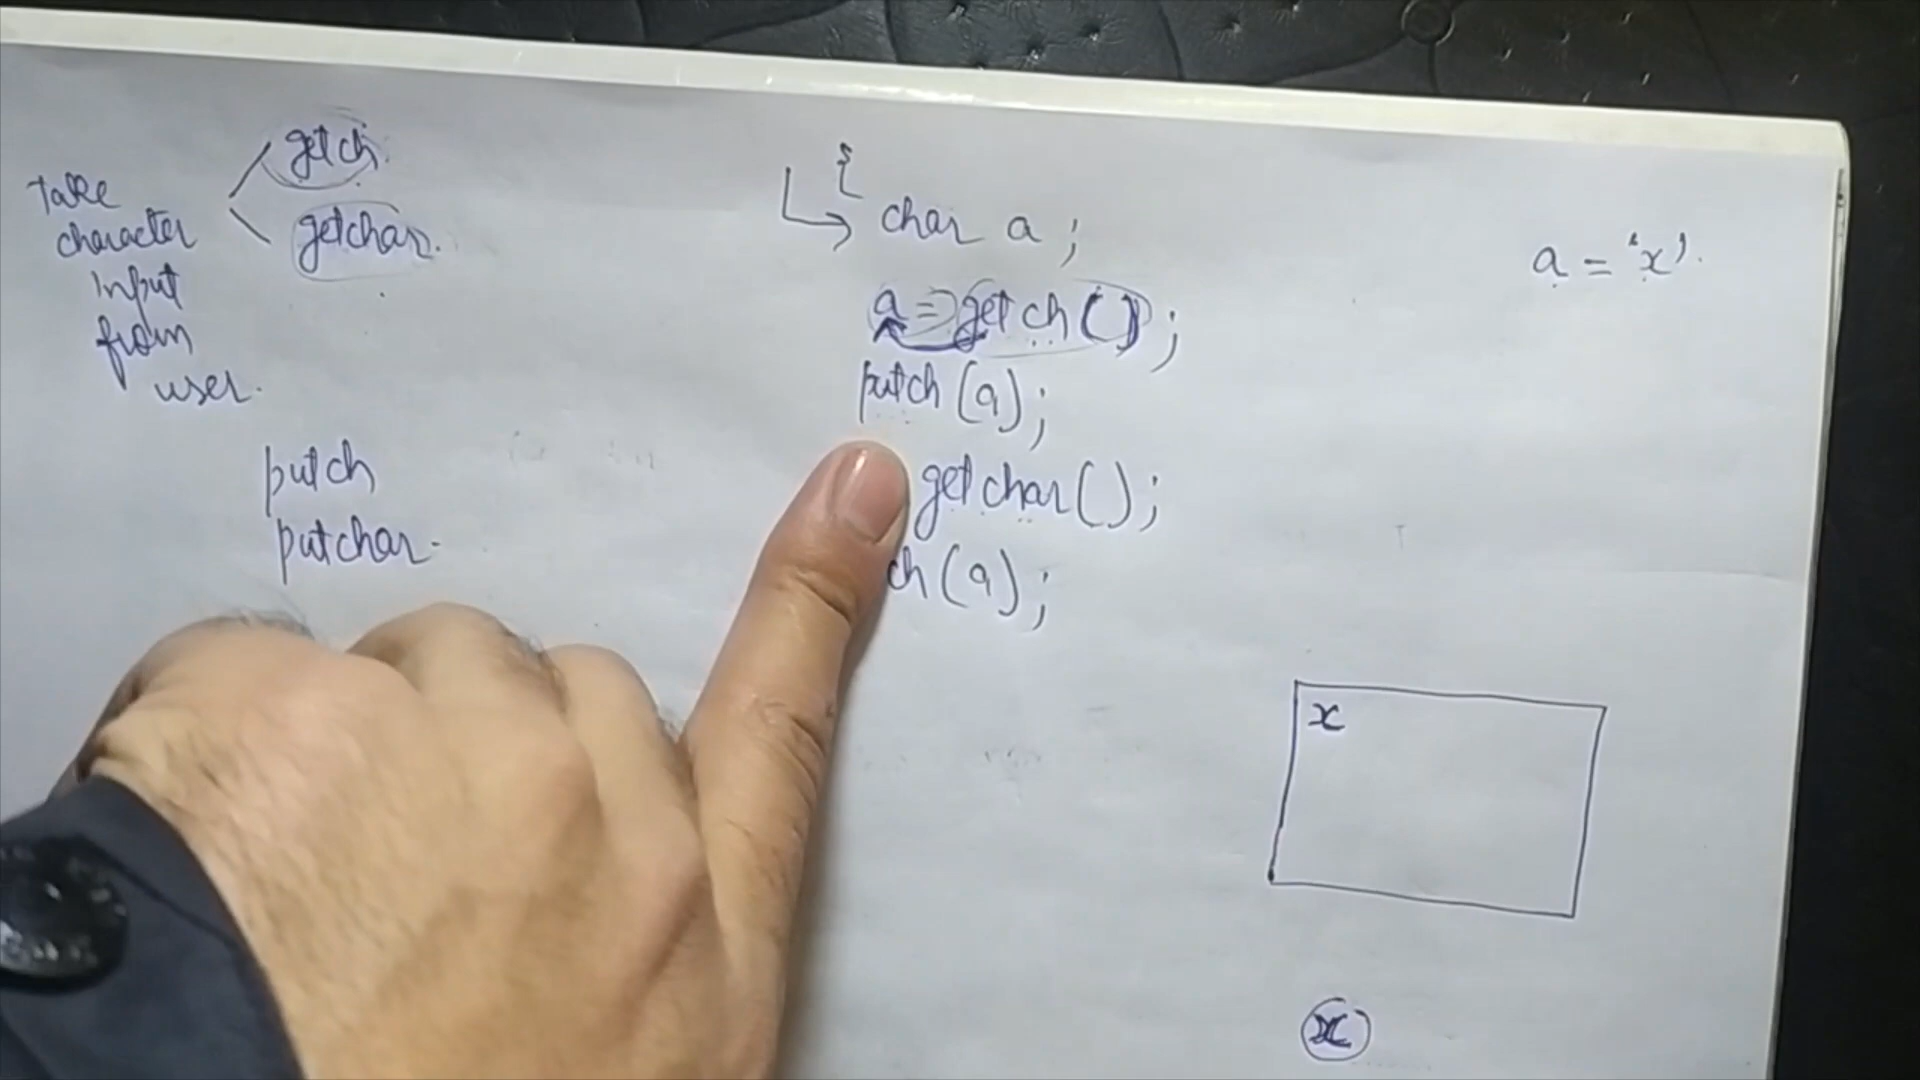 getch
Take
character
input
from
user.
getchar.
putch
putchar.
{
char a ;
a = getch() ;
putch (a) ;
getchar() ;
ch (a) ;
a = 'x'.
x
x